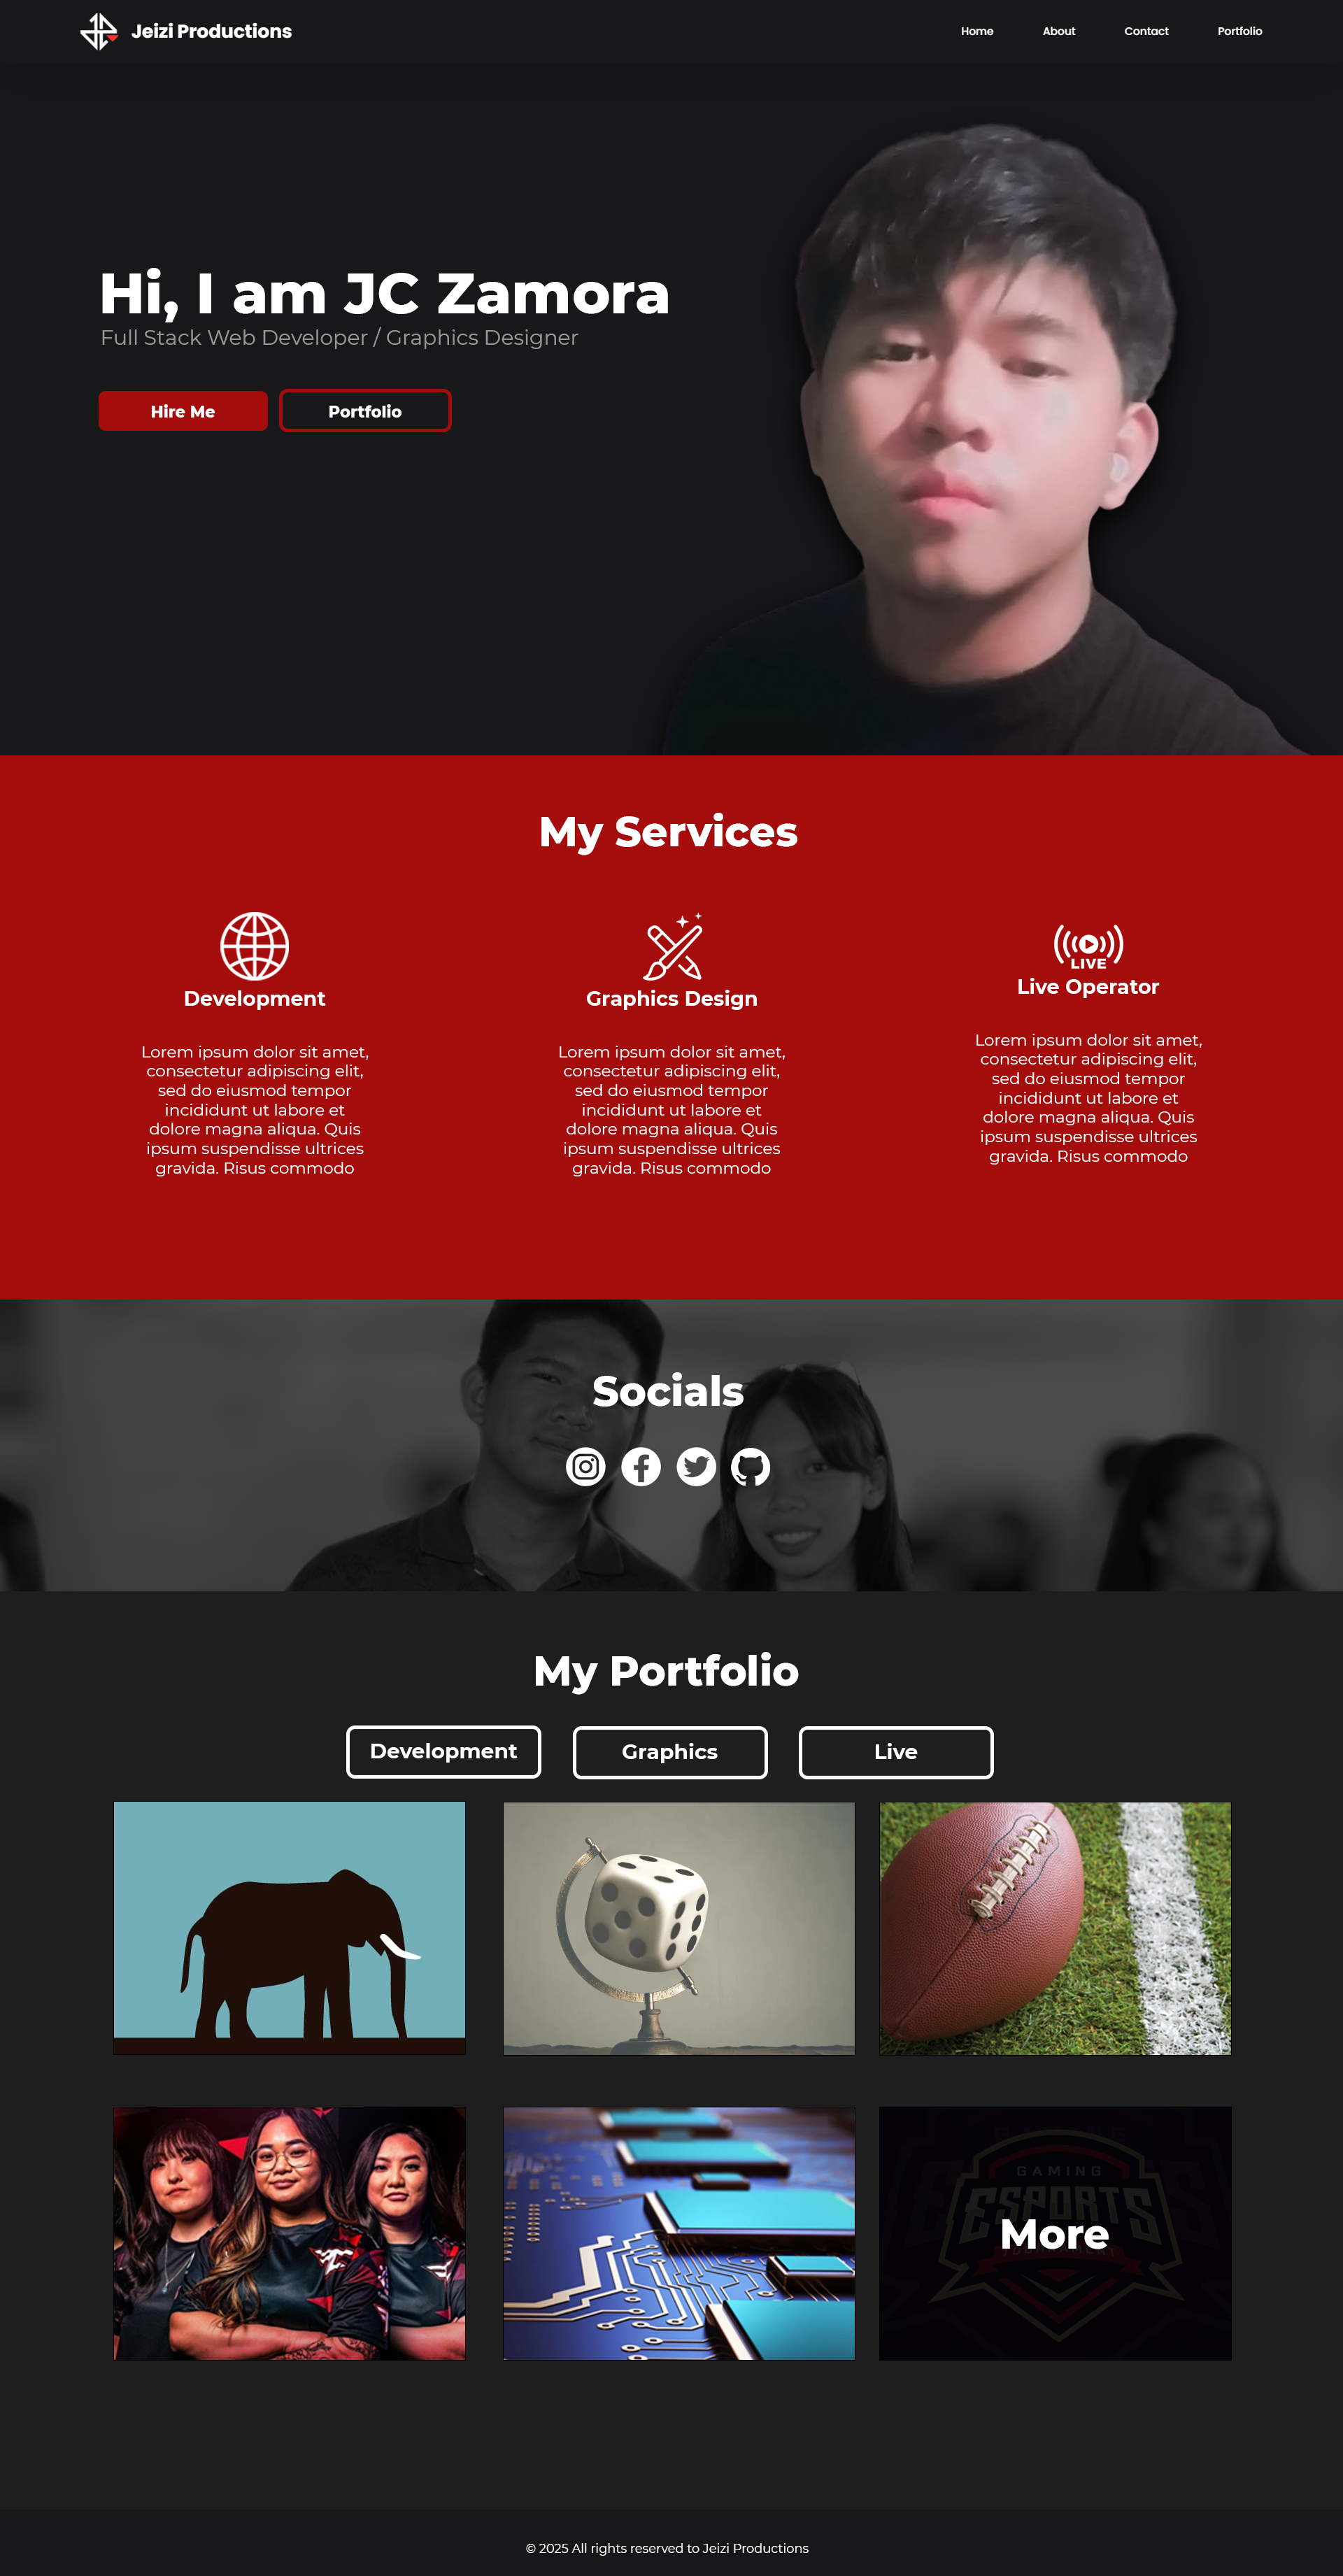 Jeizi Productions
Home
About
Contact
Portfolio
Hi, I am JC Zamora
Full Stack Web Developer / Graphics Designer
Hire Me
Portfolio
My Services
Development
Lorem ipsum dolor sit amet,
consectetur adipiscing elit,
sed do eiusmod tempor
incididunt ut labore et
dolore magna aliqua. Quis
ipsum suspendisse ultrices
gravida. Risus commodo
Graphics Design
Lorem ipsum dolor sit amet,
consectetur adipiscing elit,
sed do eiusmod tempor
incididunt ut labore et
dolore magna aliqua. Quis
ipsum suspendisse ultrices
gravida. Risus commodo
LIVE
Live Operator
Lorem ipsum dolor sit amet,
consectetur adipiscing elit,
sed do eiusmod tempor
incididunt ut labore et
dolore magna aliqua. Quis
ipsum suspendisse ultrices
gravida. Risus commodo
Socials
My Portfolio
Development
Graphics
Live
GAMING
ESPORTS
More
© 2025 All rights reserved to Jeizi Productions